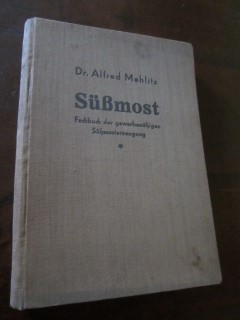 Dr. Alfred Mehlitz
Süßmost
Fachbuch der gewerbsmäßigen
Süßmosterzeugung